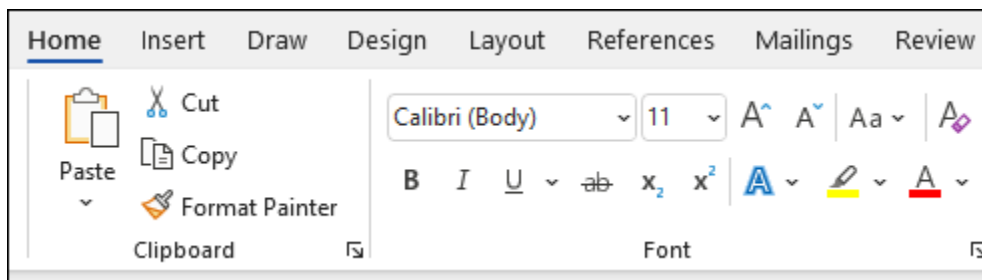 Home Insert Draw Design Layout References Mailings Review
Cut
Copy
Paste
Format Painter
Clipboard
Calibri (Body) 11 A A Aa A
B I U ab x2 x2 A A
Font